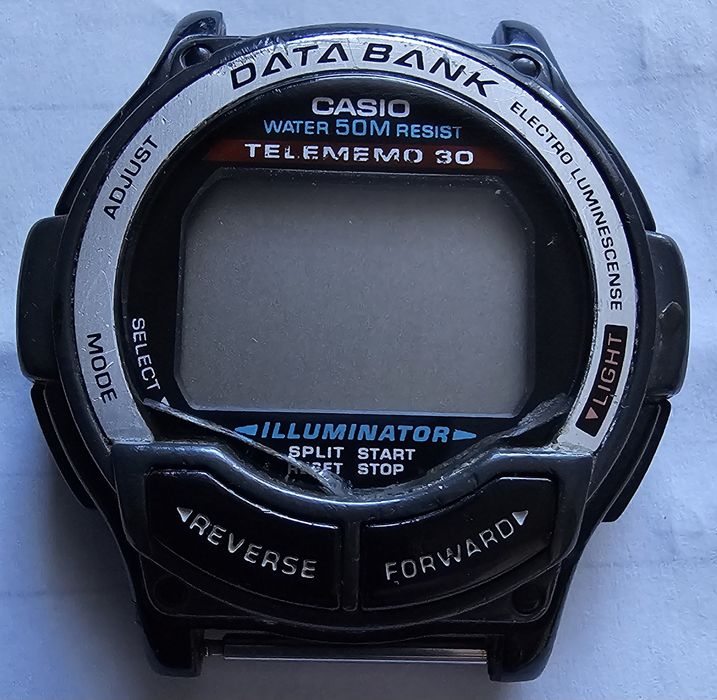 DATA BANK
CASIO
WATER 50M RESIST
TELEMEMO 30
ADJUST
ELECTRO LUMINESCENSE
MODE
SELECT
LIGHT
ILLUMINATOR
SPLIT START
RESET STOP
REVERSE
FORWARD